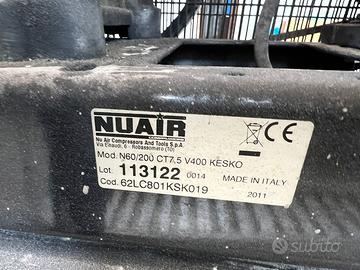 NUAIR
Nu Air Compressors And Tools S.p.A.
Via Einaudi, 6 - Robassomero (TO)
Mod. N60/200 CT7.5 V400 KESKO
Lot. 113122 0014 MADE IN ITALY
Cod. 62LC801KSK019 2011
CE
subito